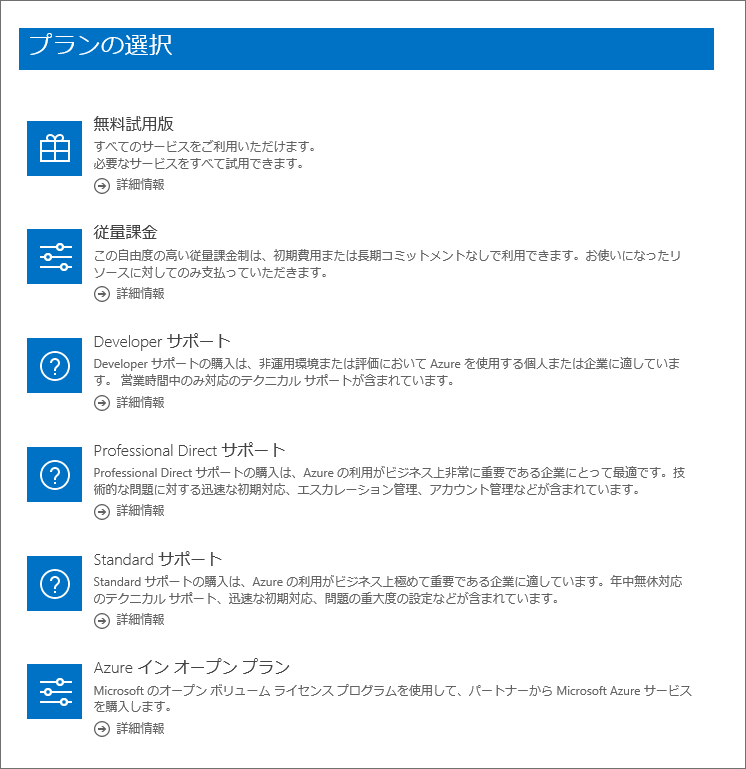 プランの選択
無料試用版
すべてのサービスをご利用いただけます。
必要なサービスをすべて試用できます。
詳細情報
従量課金
この自由度の高い従量課金制は、初期費用または長期コミットメントなしで利用できます。お使いになったリ
ソースに対してのみ支払っていただきます。
詳細情報
Developer サポート
Developer サポートの購入は、非運用環境または評価において Azure を使用する個人または企業に適していま
す。 営業時間中のみ対応のテクニカル サポートが含まれています。
詳細情報
Professional Direct サポート
Professional Direct サポートの購入は、Azure の利用がビジネス上非常に重要である企業にとって最適です。技
術的な問題に対する迅速な初期対応、エスカレーション管理、アカウント管理などが含まれています。
詳細情報
Standard サポート
Standard サポートの購入は、Azure の利用がビジネス上極めて重要である企業に適しています。年中無休対応
のテクニカル サポート、迅速な初期対応、問題の重大度の設定などが含まれています。
詳細情報
Azure イン オープン プラン
Microsoft のオープン ボリューム ライセンス プログラムを使用して、パートナーから Microsoft Azure サービス
を購入します。
詳細情報